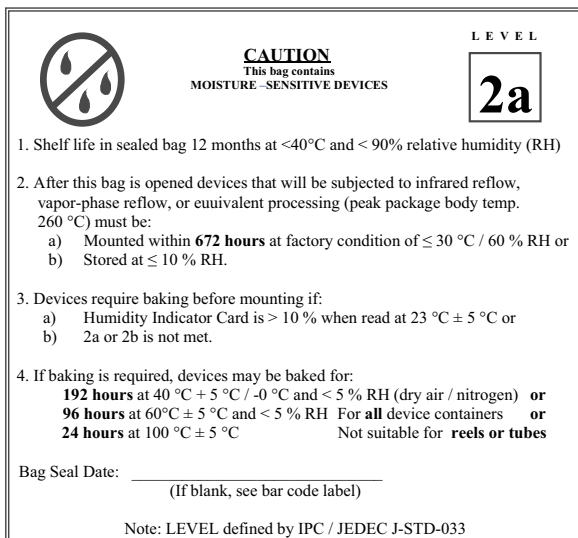 L E V E L
CAUTION
This bag contains
MOISTURE –SENSITIVE DEVICES
2a
1. Shelf life in sealed bag 12 months at <40°C and < 90% relative humidity (RH)
2. After this bag is opened devices that will be subjected to infrared reflow,
vapor-phase reflow, or euuivalent processing (peak package body temp.
260 °C) must be:
a) Mounted within 672 hours at factory condition of ≤ 30 °C / 60 % RH or
b) Stored at ≤ 10 % RH.
3. Devices require baking before mounting if:
a) Humidity Indicator Card is > 10 % when read at 23 °C ± 5 °C or
b) 2a or 2b is not met.
4. If baking is required, devices may be baked for:
192 hours at 40 °C + 5 °C / -0 °C and < 5 % RH (dry air / nitrogen) or
96 hours at 60°C ± 5 °C and < 5 % RH For all device containers or
24 hours at 100 °C ± 5 °C Not suitable for reels or tubes
Bag Seal Date: ______________________________
(If blank, see bar code label)
Note: LEVEL defined by IPC / JEDEC J-STD-033